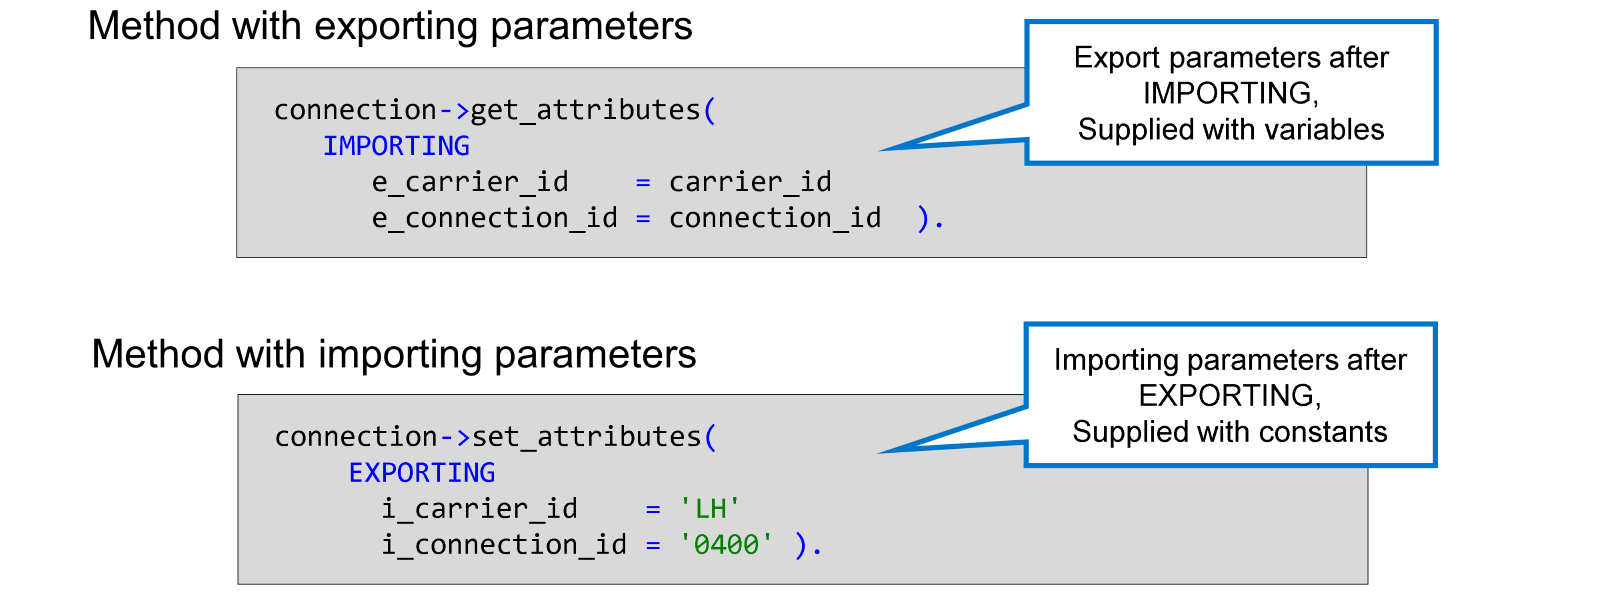 Method with exporting parameters
Export parameters after
IMPORTING,
Supplied with variables
connection->get_attributes(
IMPORTING
e_carrier_id    = carrier_id
e_connection_id = connection_id  ).
Method with importing parameters
Importing parameters after
EXPORTING,
Supplied with constants
connection->set_attributes(
EXPORTING
i_carrier_id    = 'LH'
i_connection_id = '0400' ).